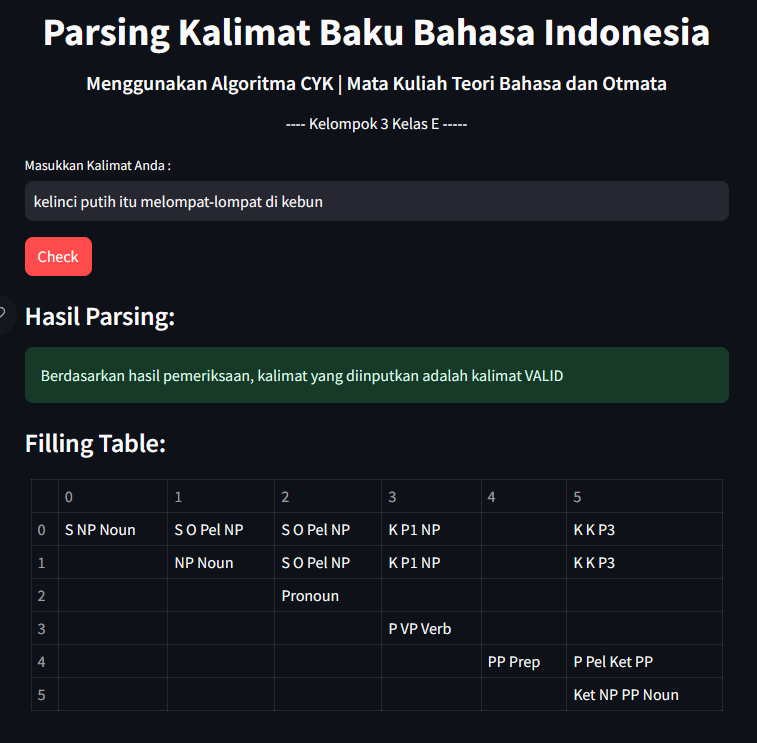 Parsing Kalimat Baku Bahasa Indonesia
Menggunakan Algoritma CYK | Mata Kuliah Teori Bahasa dan Otmata
---- Kelompok 3 Kelas E -----
Masukkan Kalimat Anda :
kelinci putih itu melompat-lompat di kebun
Check
Hasil Parsing:
Berdasarkan hasil pemeriksaan, kalimat yang diinputkan adalah kalimat VALID
Filling Table:
0 1 2 3 4 5
0 S NP Noun S O Pel NP S O Pel NP K P1 NP K K P3
1 NP Noun S O Pel NP K P1 NP K K P3
2 Pronoun
3 P VP Verb
4 PP Prep P Pel Ket PP
5 Ket NP PP Noun